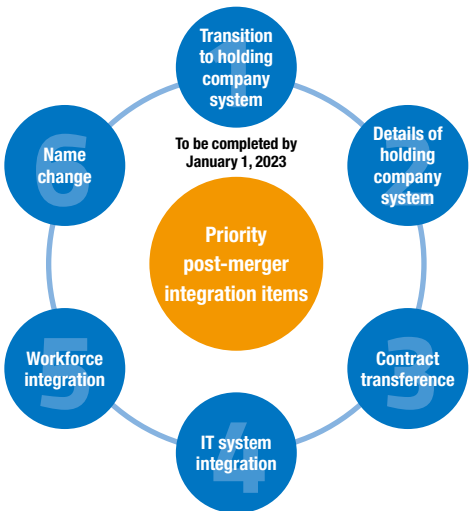 1
Transition
to holding
company
system
To be completed by
January 1, 2023
Priority
post-merger
integration items
2
Details of
holding
company
system
3
Contract
transference
4
IT system
integration
5
Workforce
integration
6
Name
change